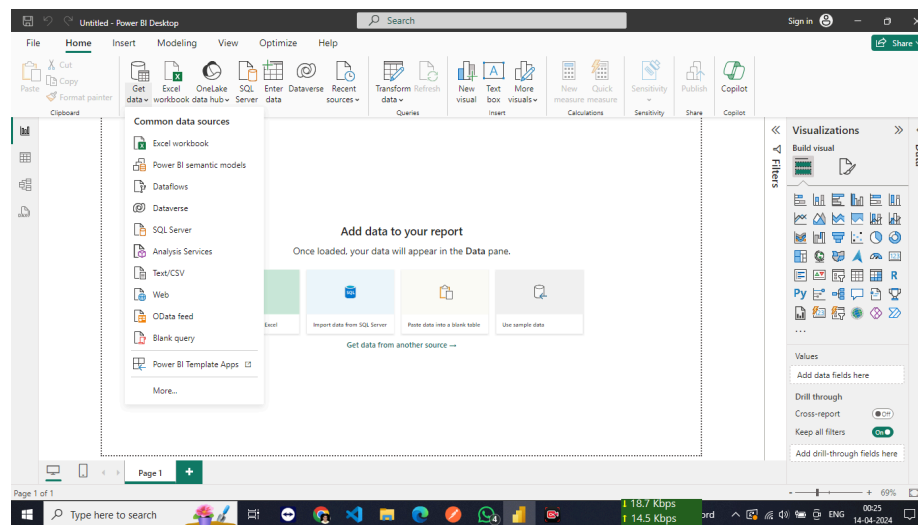 Untitled - Power BI Desktop
Search
Sign in
File Home Insert Modeling View Optimize Help
Share
Paste
Cut
Copy
Format painter
Clipboard
Get data
Excel workbook
OneLake data hub
SQL Server
Enter data
Dataverse
Recent sources
Transform data
Refresh
Queries
New visual
Text box
More visuals
Insert
New measure
Quick measure
Calculations
Sensitivity
Sensitivity
Publish
Share
Copilot
Copilot
Common data sources
Excel workbook
Power BI semantic models
Dataflows
Dataverse
SQL Server
Analysis Services
Text/CSV
Web
OData feed
Blank query
Power BI Template Apps
More...
Add data to your report
Once loaded, your data will appear in the Data pane.
SQL
Excel
Import data from SQL Server
Paste data into a blank table
Use sample data
Get data from another source →
Filters
Visualizations
Build visual
R
Py
...
Values
Add data fields here
Drill through
Cross-report
Off
Keep all filters
On
Add drill-through fields here
Page 1
Page 1 of 1
69%
Type here to search
18.7 Kbps
14.5 Kbps
ord
ENG
00:25
14-04-2024